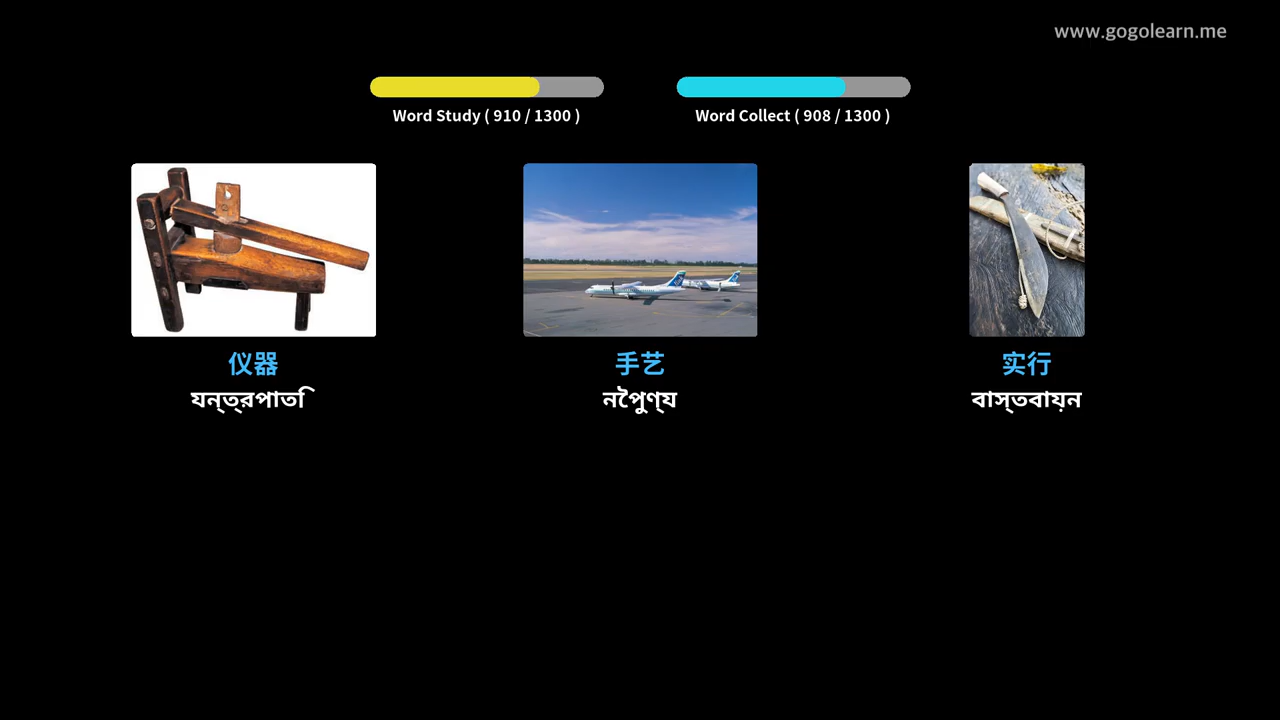 www.gogolearn.me
Word Study ( 910 / 1300 )
Word Collect ( 908 / 1300 )
仪器
手艺
实行
যন্ত্রপাতি
নৈপুণ্য
বাস্তবায়ন